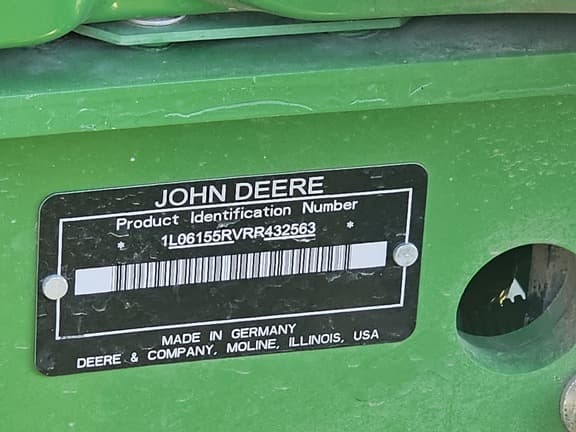 JOHN DEERE
Product Identification Number
* 1L06155RVRR432563 *
MADE IN GERMANY
DEERE & COMPANY, MOLINE, ILLINOIS, USA